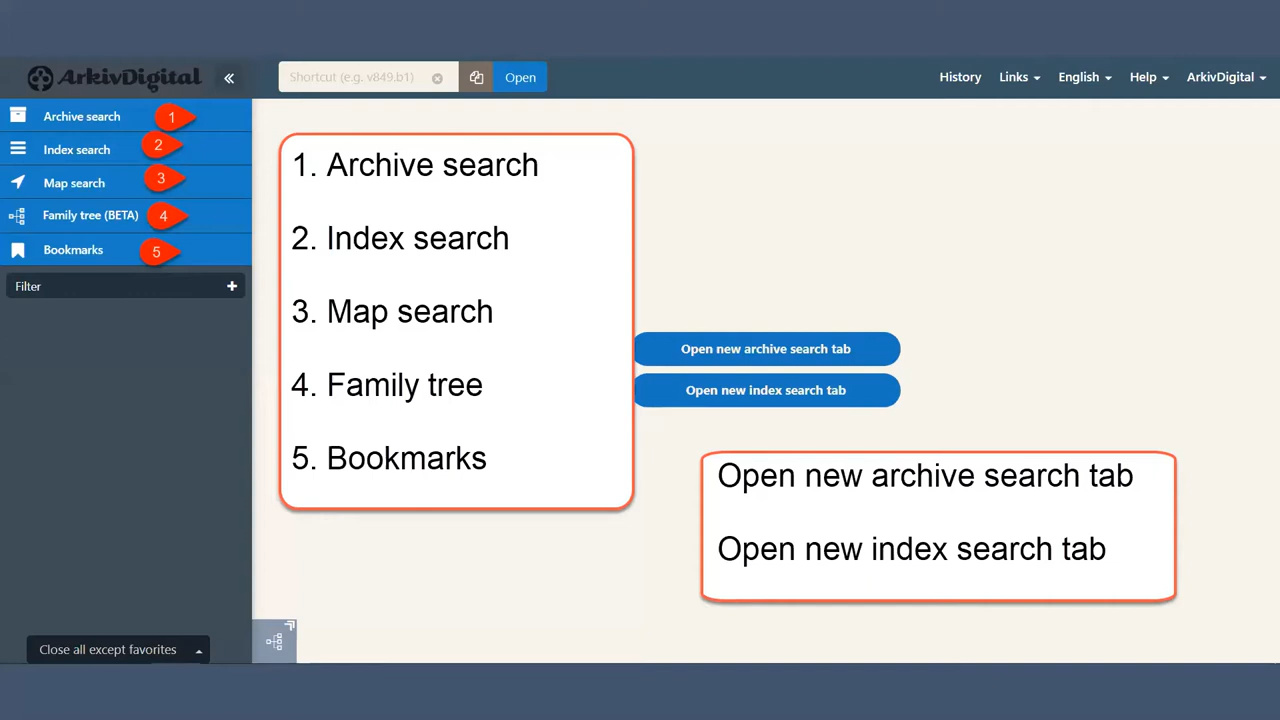 ArkivDigital
Shortcut (e.g. v849.b1)
Open
History
Links
English
Help
ArkivDigital
Archive search 1
Index search 2
Map search 3
Family tree (BETA) 4
Bookmarks 5
Filter
1. Archive search
2. Index search
3. Map search
4. Family tree
5. Bookmarks
Open new archive search tab
Open new index search tab
Open new archive search tab
Open new index search tab
Close all except favorites